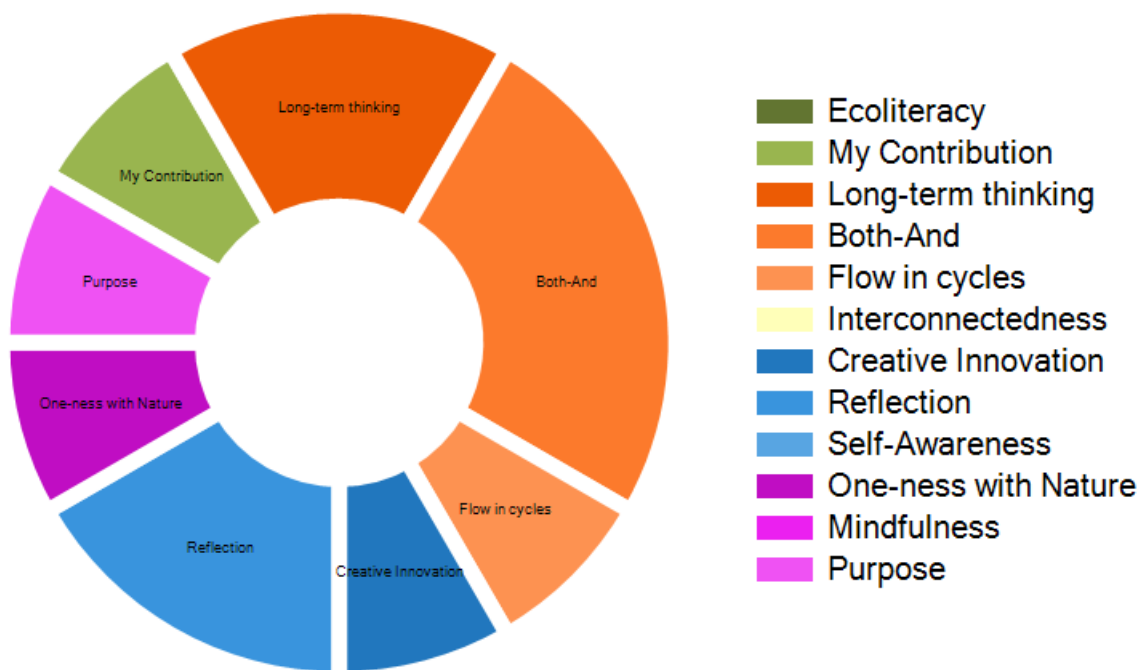 Long-term thinking
My Contribution
Both-And
Purpose
One-ness with Nature
Flow in cycles
Reflection
Creative Innovation
Ecoliteracy
My Contribution
Long-term thinking
Both-And
Flow in cycles
Interconnectedness
Creative Innovation
Reflection
Self-Awareness
One-ness with Nature
Mindfulness
Purpose